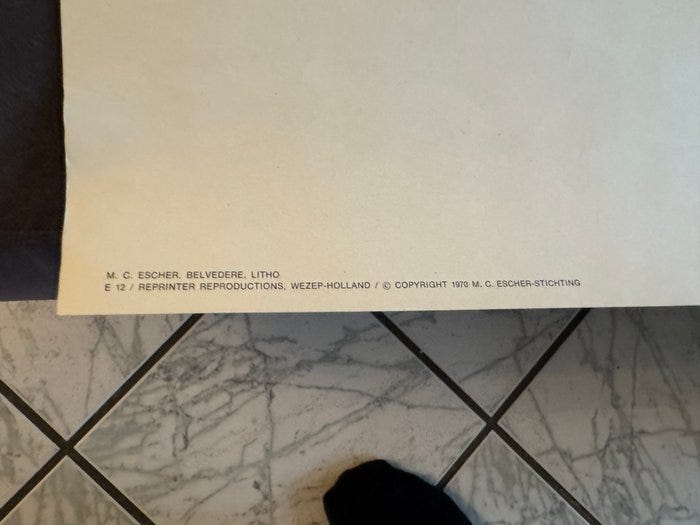 M. C. ESCHER. BELVEDERE, LITHO
E 12 / REPRINTER REPRODUCTIONS, WEZEP-HOLLAND / © COPYRIGHT 1970 M. C. ESCHER-STICHTING